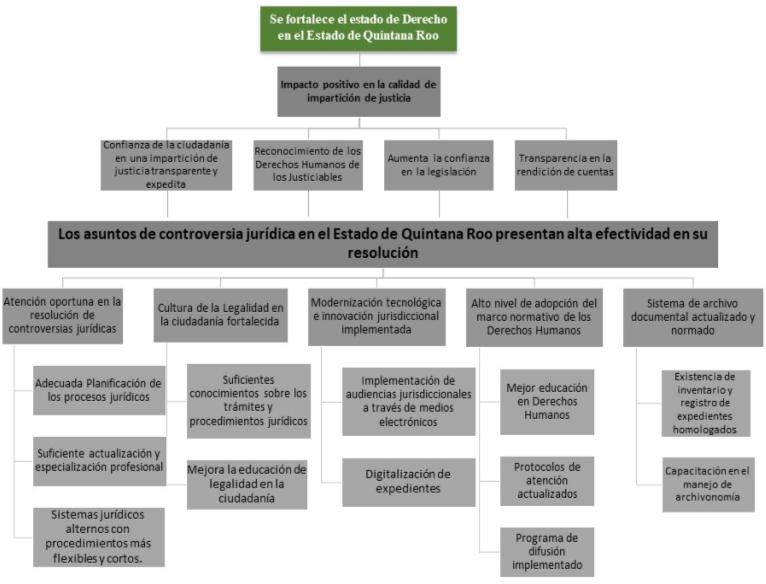 Se fortalece el estado de Derecho
en el Estado de Quintana Roo
Impacto positivo en la calidad de
impartición de justicia
Confianza de la ciudadanía
en una impartición de
justicia transparente y
expedita
Reconocimiento de los
Derechos Humanos de
los Justiciables
Aumenta la confianza
en la legislación
Transparencia en la
rendición de cuentas
Los asuntos de controversia jurídica en el Estado de Quintana Roo presentan alta efectividad en su
resolución
Atención oportuna en la
resolución de
controversias jurídicas
Adecuada Planificación de
los procesos jurídicos
Suficiente actualización y
especialización profesional
Sistemas jurídicos
alternos con
procedimientos más
flexibles y cortos.
Cultura de la Legalidad en
la ciudadanía fortalecida
Suficientes
conocimientos sobre los
trámites y
procedimientos jurídicos
Mejora la educación de
legalidad en la
ciudadanía
Modernización tecnológica
e innovación jurisdiccional
implementada
Implementación de
audiencias jurisdiccionales
a través de medios
electrónicos
Digitalización de
expedientes
Alto nivel de adopción del
marco normativo de los
Derechos Humanos
Mejor educación
en Derechos
Humanos
Protocolos de
atención
actualizados
Programa de
difusión
implementado
Sistema de archivo
documental actualizado y
normado
Existencia de
inventario y
registro de
expedientes
homologados
Capacitación en el
manejo de
archivonomía